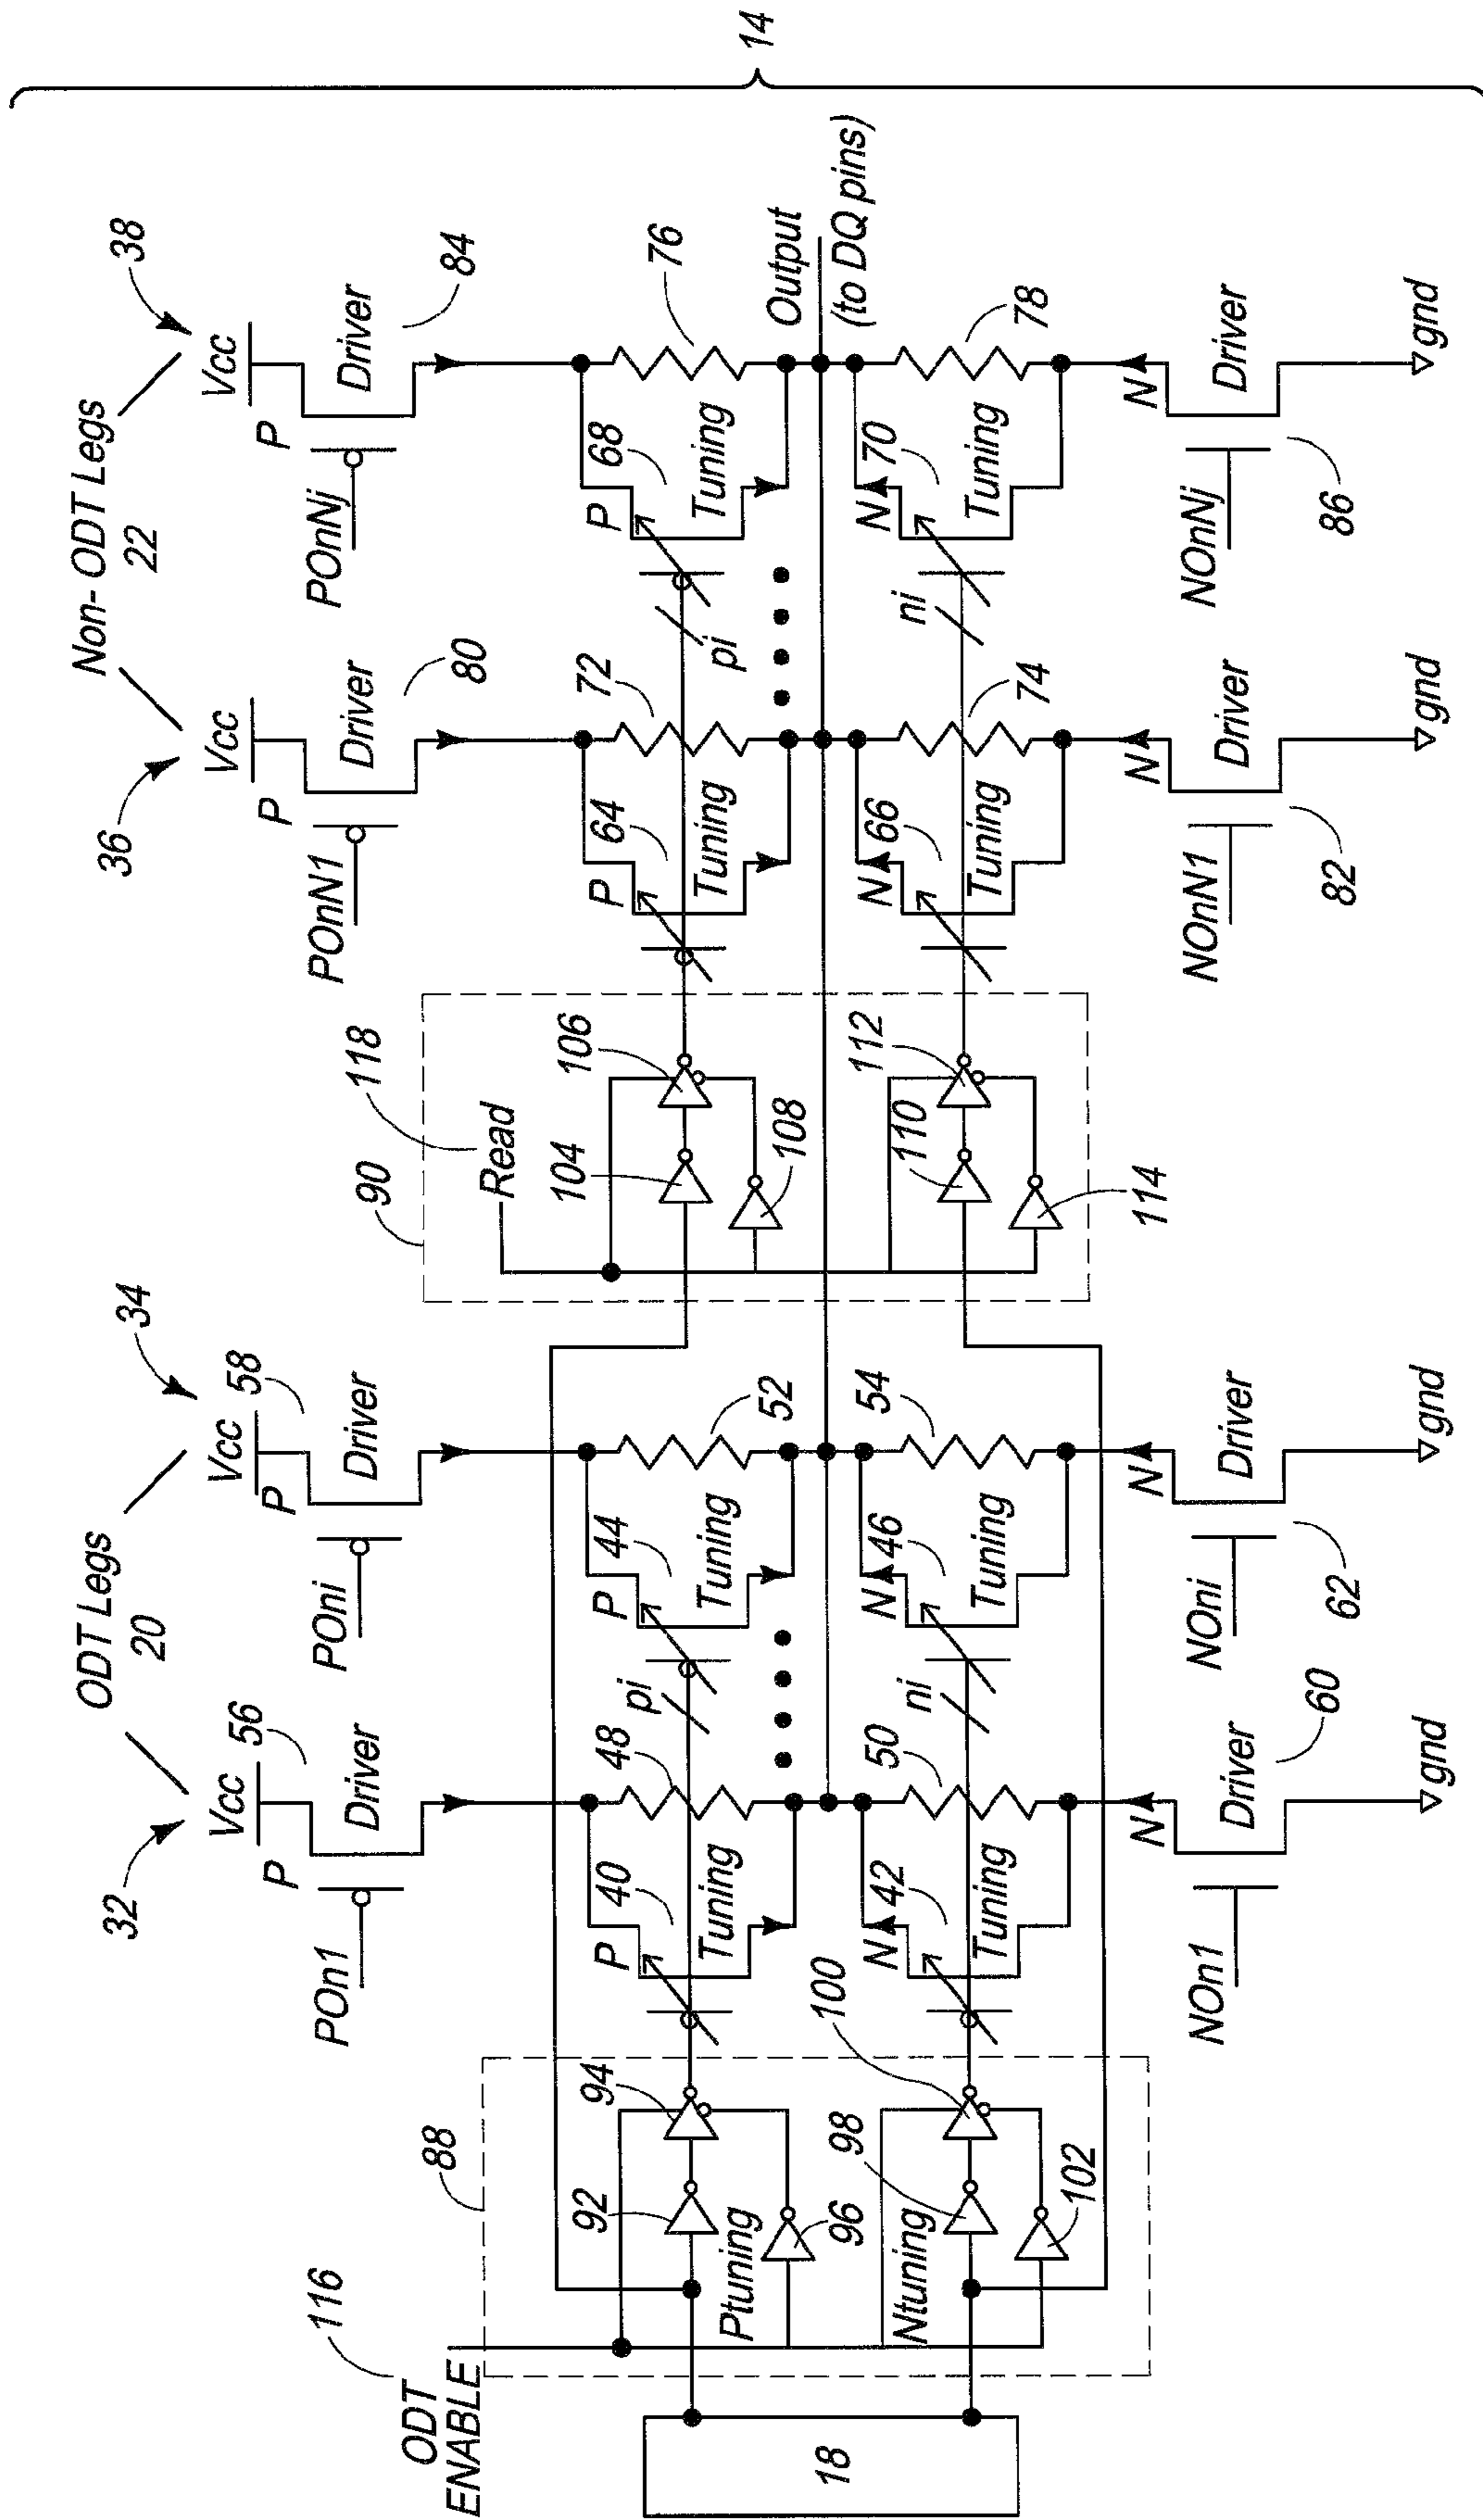 ODT Legs
20
Non- ODT Legs
22
32
34
36
38
14
Vcc
56
Vcc
58
Vcc
Vcc
P
Driver
P
Driver
P
Driver
80
P
Driver
84
POn1
POni
POnN1
POnNj
116
ODT
ENABLE
88
90
118
Read
18
92
94
Ptuning
96
98
100
Ntuning
102
104
106
108
110
112
114
P
40
Tuning
48
pi
P
44
Tuning
52
P
64
Tuning
72
pi
P
68
Tuning
76
Output
(to DQ pins)
N
42
Tuning
50
ni
N
46
Tuning
54
N
66
Tuning
74
ni
N
70
Tuning
78
NOn1
N
Driver
60
NOni
N
Driver
62
NOnN1
N
Driver
82
NOnNj
N
Driver
86
gnd
gnd
gnd
gnd